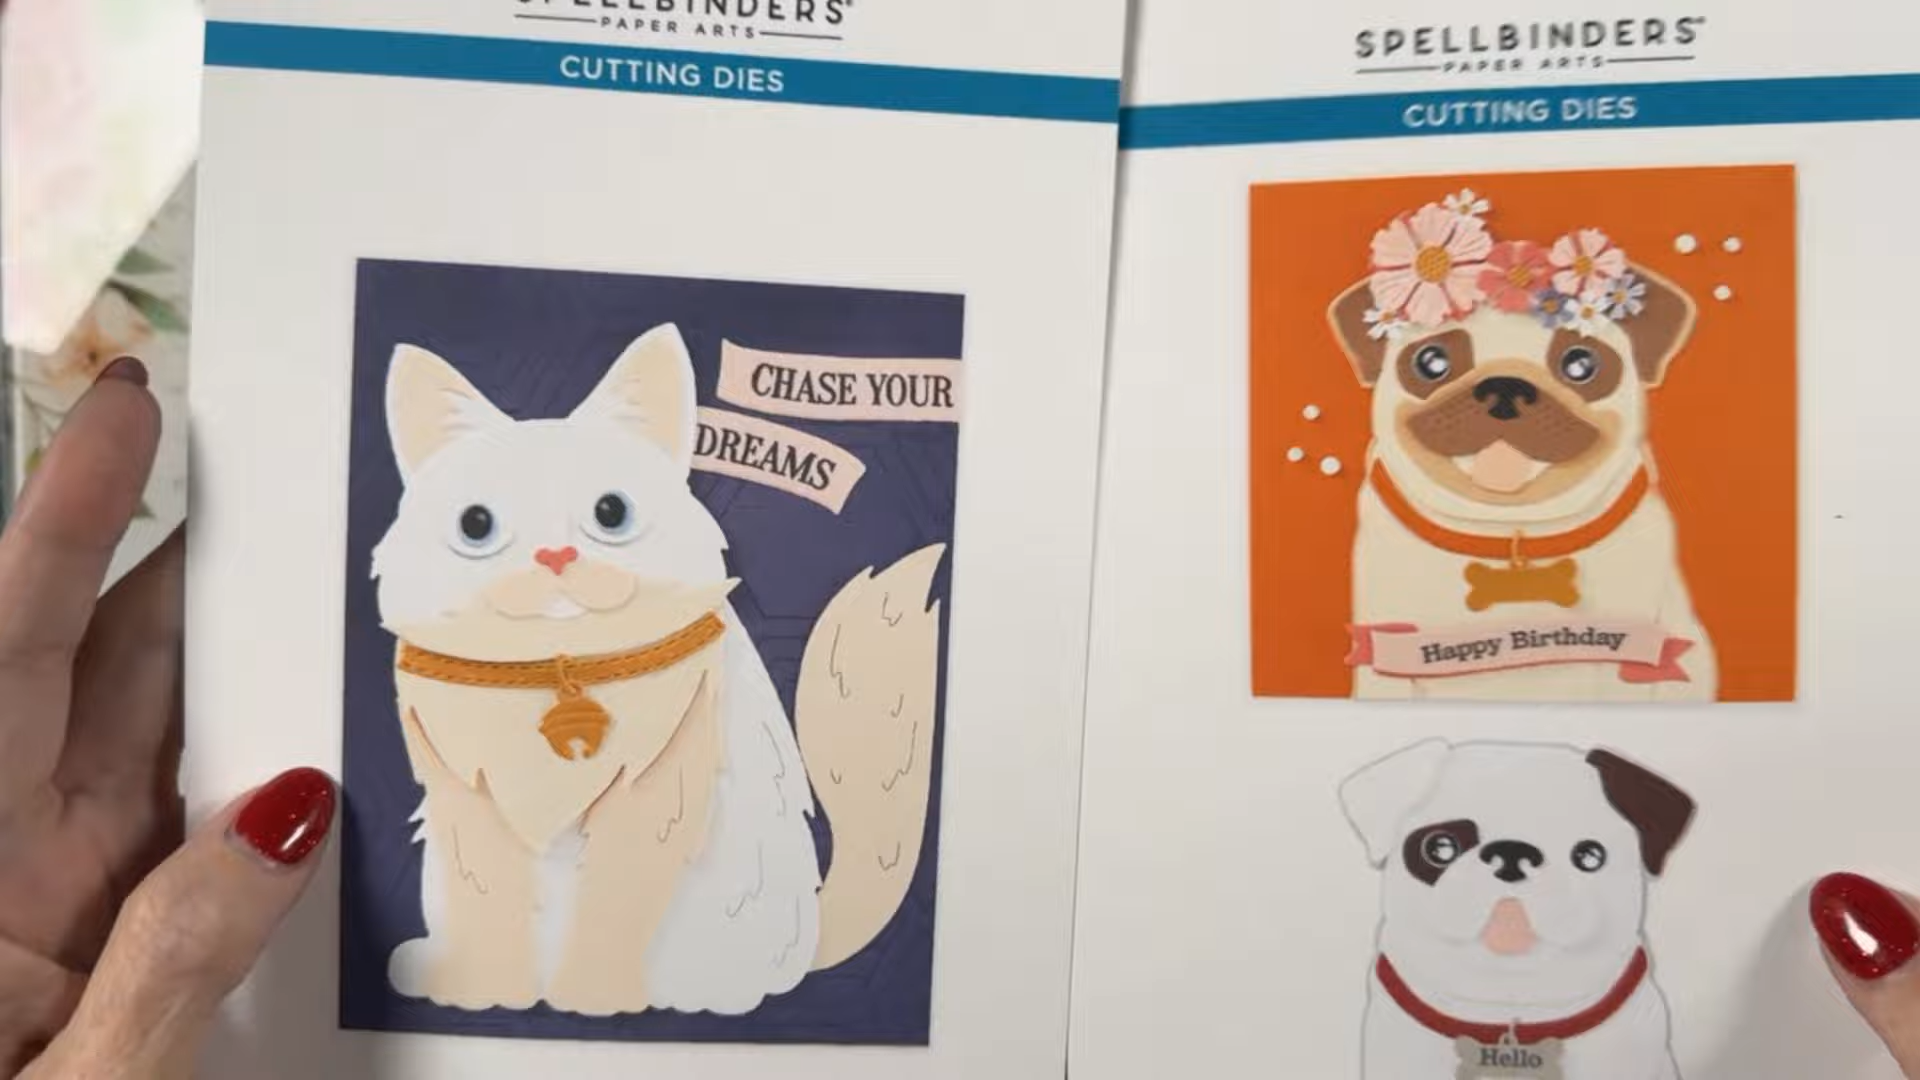 SPELLBINDERS
PAPER ARTS
CUTTING DIES
CHASE YOUR
DREAMS
SPELLBINDERS
PAPER ARTS
CUTTING DIES
Happy Birthday
Hello